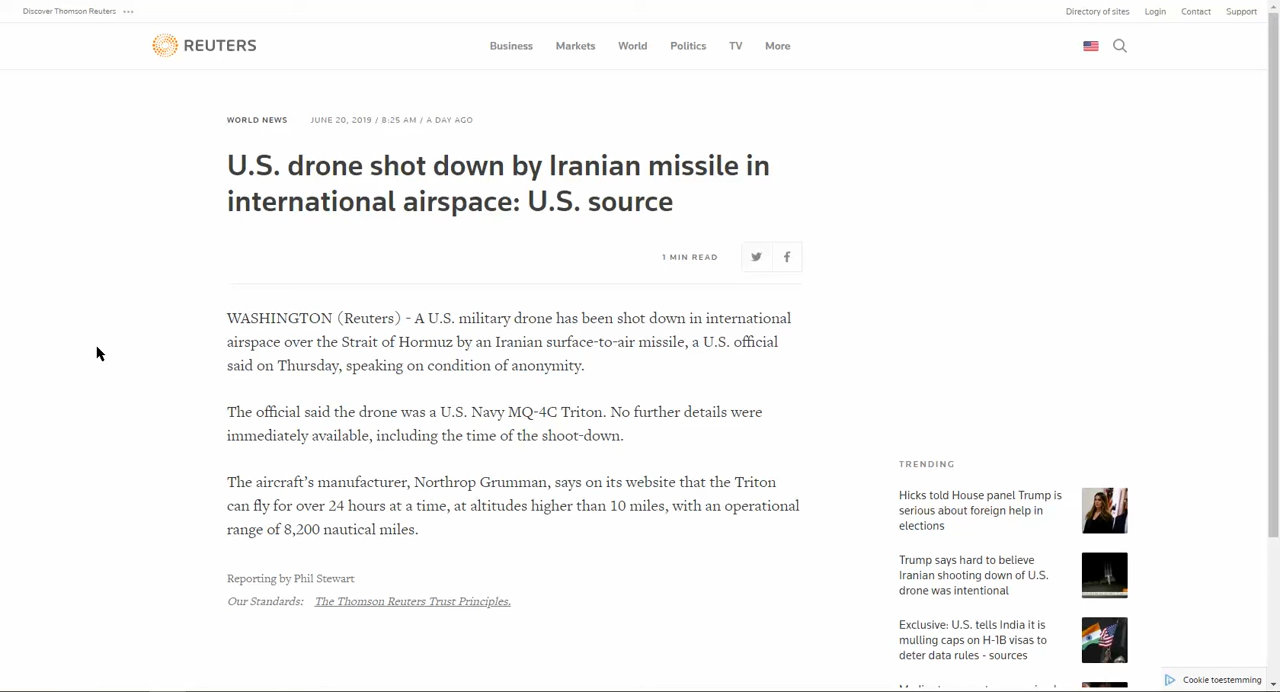 Discover Thomson Reuters
Directory of sites Login Contact Support
REUTERS
Business Markets World Politics TV More
WORLD NEWS JUNE 20, 2019 / 8:25 AM / A DAY AGO
U.S. drone shot down by Iranian missile in
international airspace: U.S. source
1 MIN READ
WASHINGTON (Reuters) - A U.S. military drone has been shot down in international
airspace over the Strait of Hormuz by an Iranian surface-to-air missile, a U.S. official
said on Thursday, speaking on condition of anonymity.
The official said the drone was a U.S. Navy MQ-4C Triton. No further details were
immediately available, including the time of the shoot-down.
The aircraft’s manufacturer, Northrop Grumman, says on its website that the Triton
can fly for over 24 hours at a time, at altitudes higher than 10 miles, with an operational
range of 8,200 nautical miles.
Reporting by Phil Stewart
Our Standards: The Thomson Reuters Trust Principles.
TRENDING
Hicks told House panel Trump is
serious about foreign help in
elections
Trump says hard to believe
Iranian shooting down of U.S.
drone was intentional
Exclusive: U.S. tells India it is
mulling caps on H-1B visas to
deter data rules - sources
Cookie toestemming